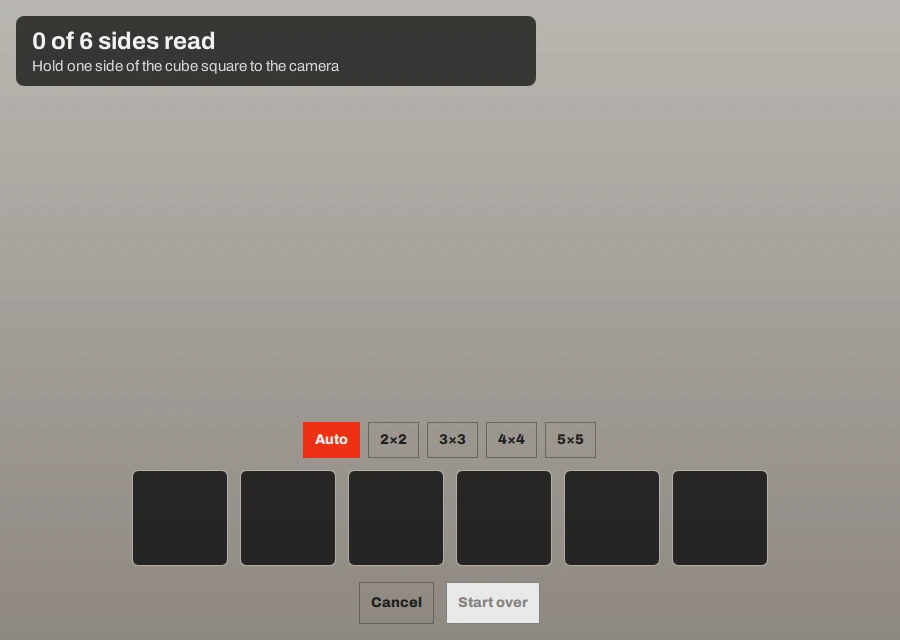 0 of 6 sides read
Hold one side of the cube square to the camera
Auto 2×2 3×3 4×4 5×5
Cancel Start over